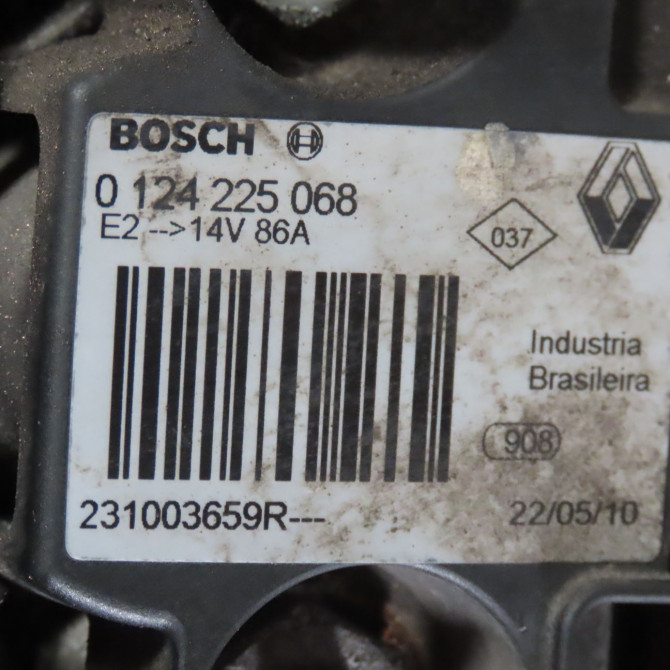 BOSCH
0 124 225 068
E2 -->14V 86A
037
Industria
Brasileira
908
231003659R---
22/05/10